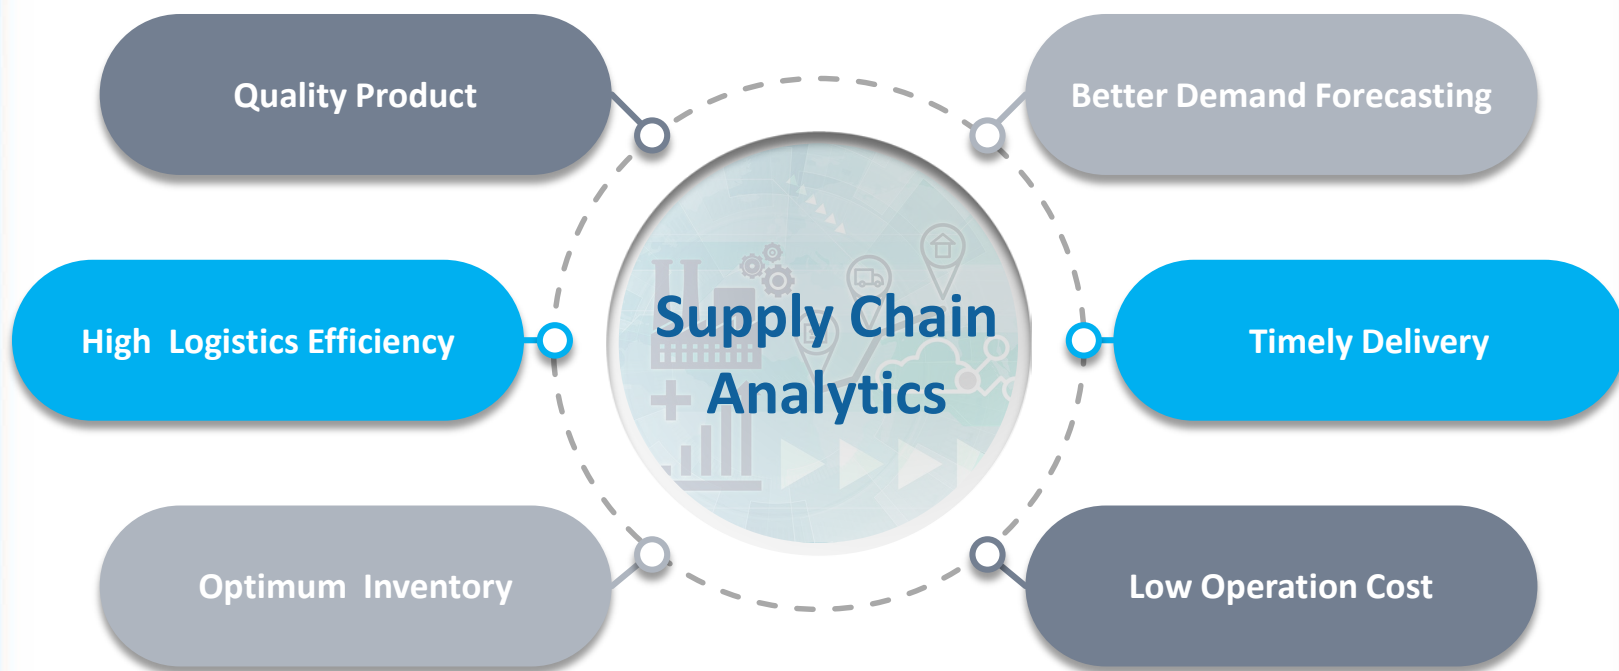 Quality Product
Better Demand Forecasting
High  Logistics Efficiency
Supply Chain
Analytics
Timely Delivery
Optimum  Inventory
Low Operation Cost